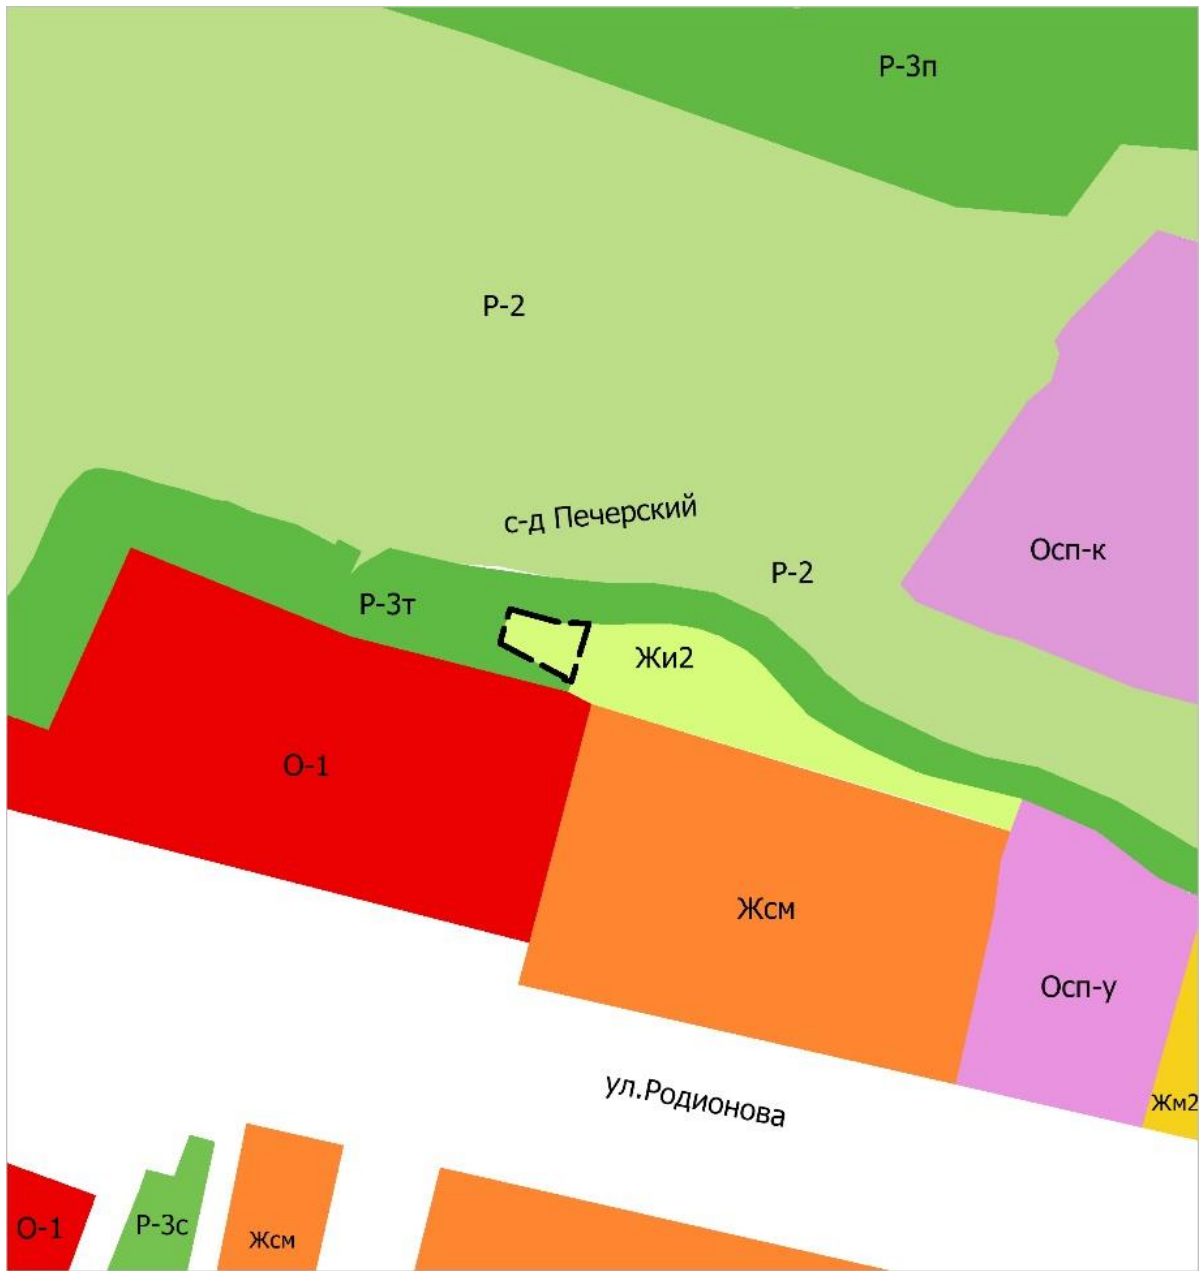 Р-3п
Р-2
с-д Печерский
Осп-к
Р-2
Р-3т
Жи2
О-1
Жсм
Осп-у
ул.Родионова
Жм2
О-1
Р-3с
Жсм